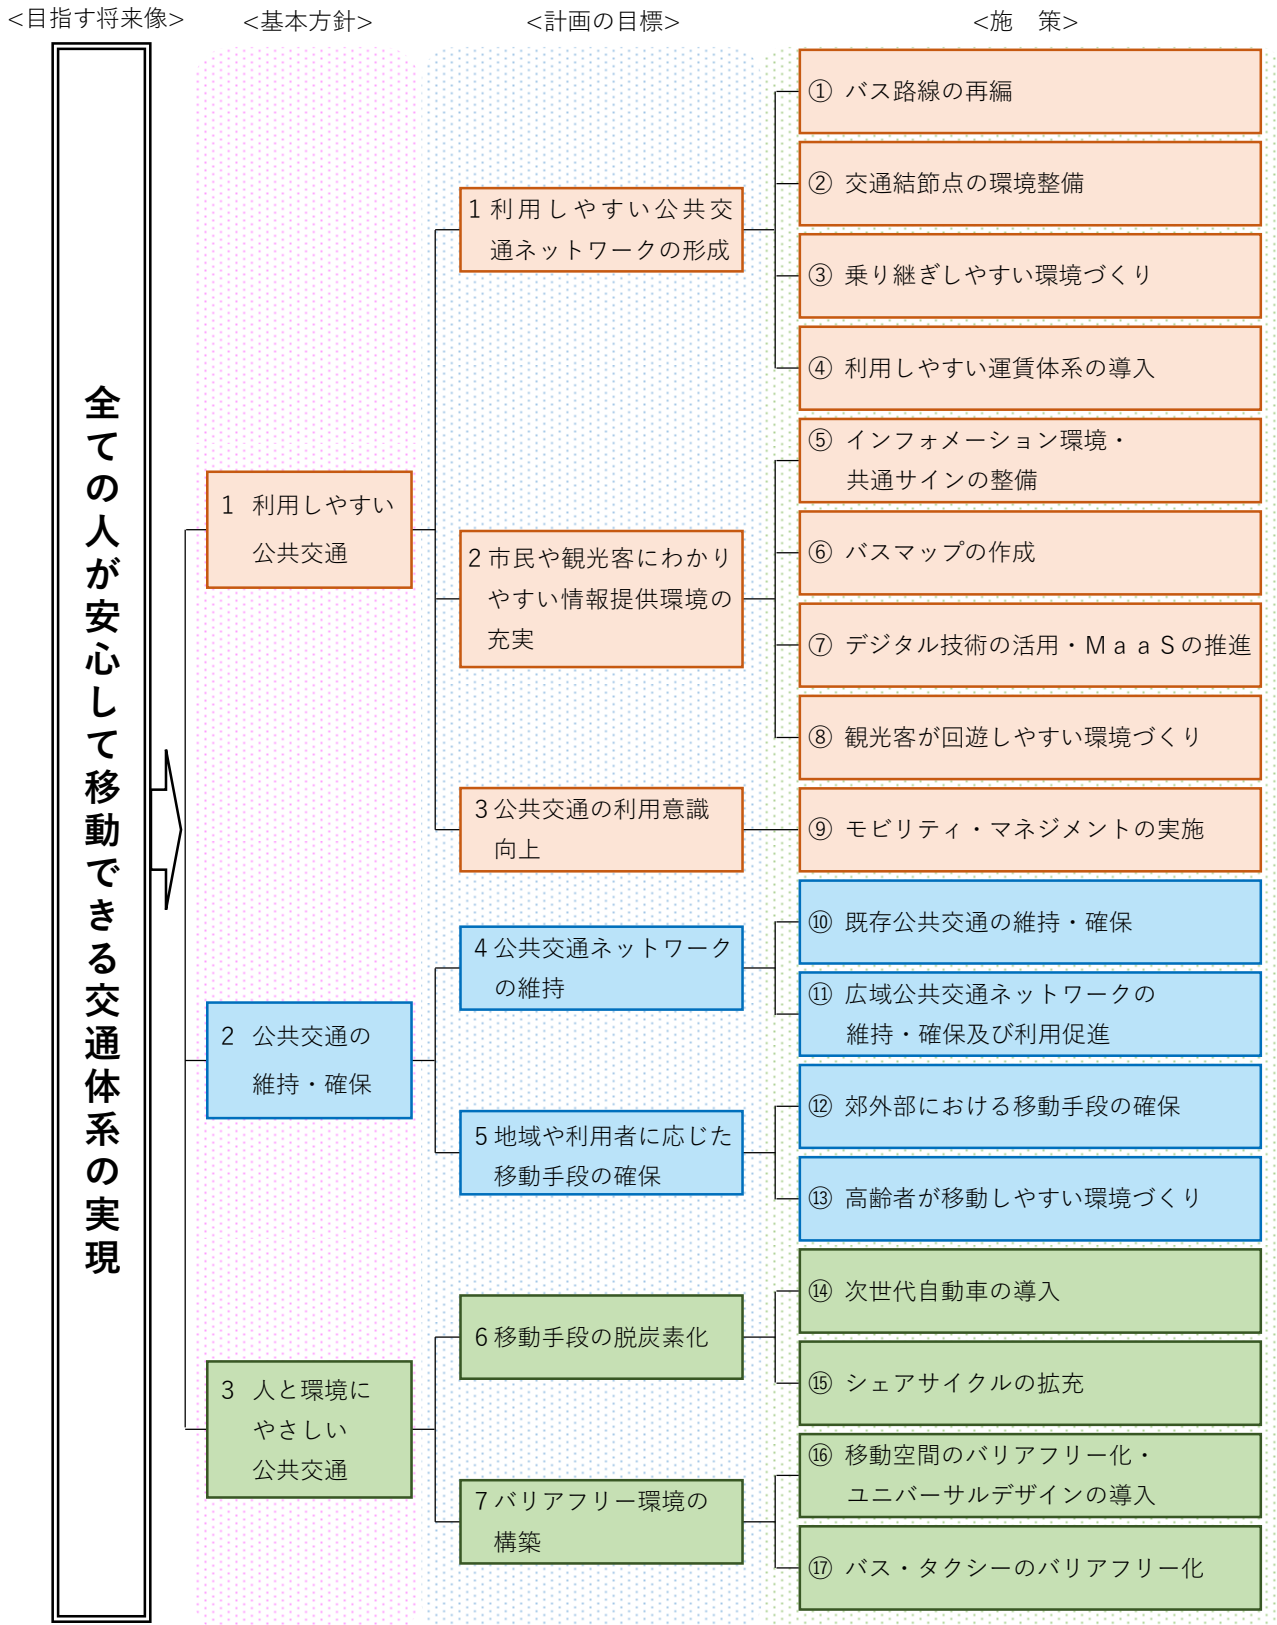 <目指す将来像>
<基本方針>
<計画の目標>
<施　策>
全ての人が安心して移動できる交通体系の実現
1 利用しやすい
公共交通
2 公共交通の
維持・確保
3 人と環境に
やさしい
公共交通
1 利用しやすい公共交
通ネットワークの形成
2 市民や観光客にわかり
やすい情報提供環境の
充実
3 公共交通の利用意識
向上
4 公共交通ネットワーク
の維持
5 地域や利用者に応じた
移動手段の確保
6 移動手段の脱炭素化
7 バリアフリー環境の
構築
① バス路線の再編
② 交通結節点の環境整備
③ 乗り継ぎしやすい環境づくり
④ 利用しやすい運賃体系の導入
⑤ インフォメーション環境・
共通サインの整備
⑥ バスマップの作成
⑦ デジタル技術の活用・ＭａａＳの推進
⑧ 観光客が回遊しやすい環境づくり
⑨ モビリティ・マネジメントの実施
⑩ 既存公共交通の維持・確保
⑪ 広域公共交通ネットワークの
維持・確保及び利用促進
⑫ 郊外部における移動手段の確保
⑬ 高齢者が移動しやすい環境づくり
⑭ 次世代自動車の導入
⑮ シェアサイクルの拡充
⑯ 移動空間のバリアフリー化・
ユニバーサルデザインの導入
⑰ バス・タクシーのバリアフリー化